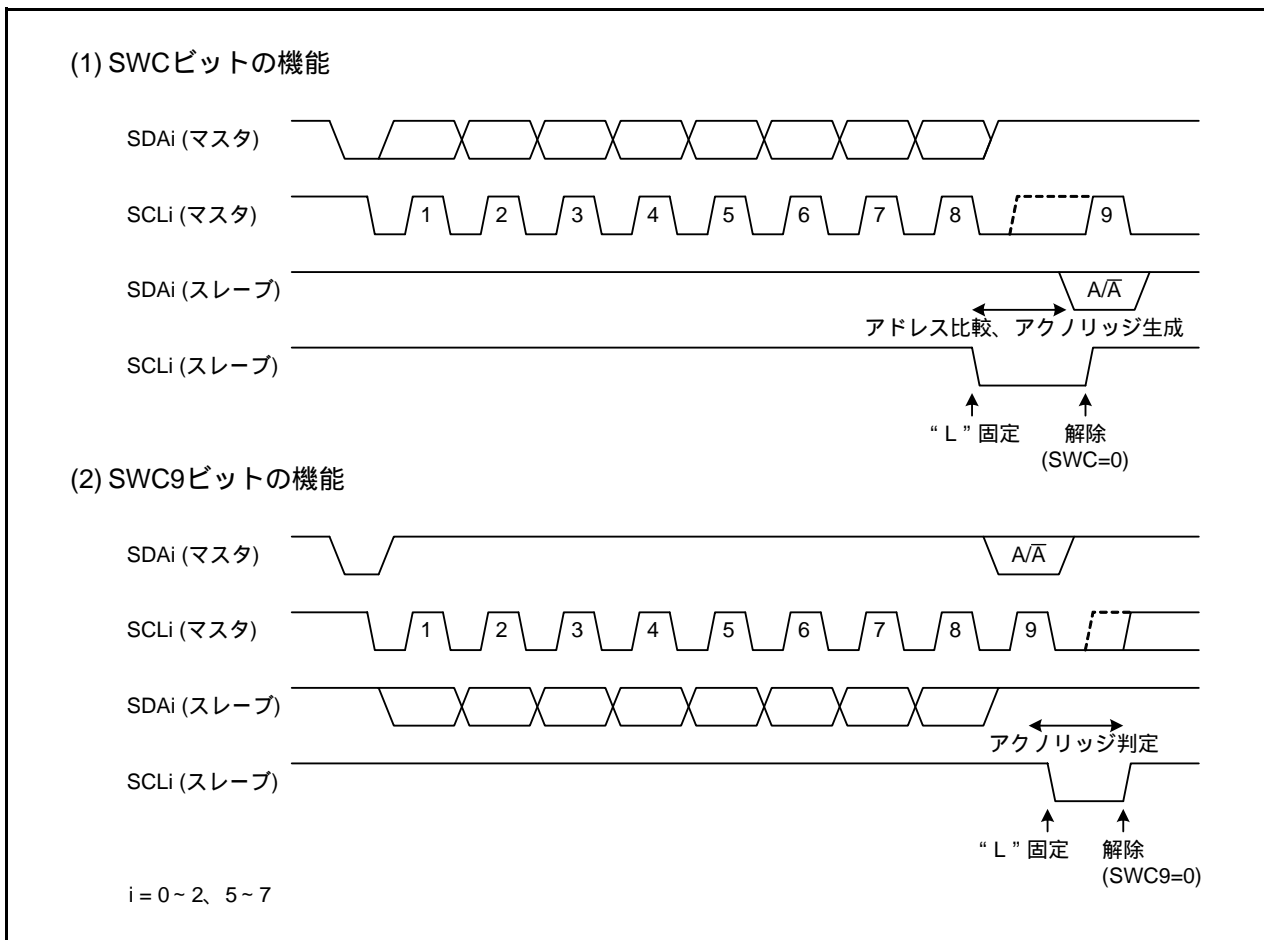 (1) SWCビットの機能
SDAi (マスタ)
SCLi (マスタ)
1 2 3 4 5 6 7 8 9
SDAi (スレーブ)
A/A̅
アドレス比較、アクノリッジ生成
SCLi (スレーブ)
“ L ” 固定
解除
(SWC=0)
(2) SWC9ビットの機能
SDAi (マスタ)
A/A̅
SCLi (マスタ)
1 2 3 4 5 6 7 8 9
SDAi (スレーブ)
アクノリッジ判定
SCLi (スレーブ)
“ L ” 固定
解除
(SWC9=0)
i = 0 ~ 2、 5 ~ 7